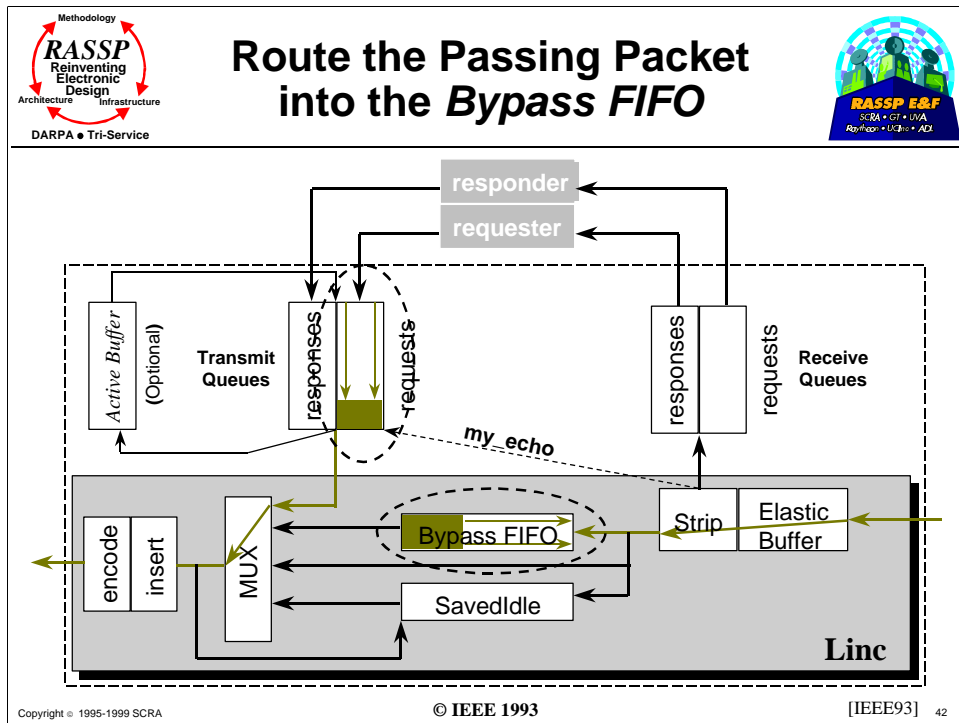 Methodology
RASSP
Reinventing
Electronic
Design
Architecture
Infrastructure
DARPA ● Tri-Service
Route the Passing Packet
into the Bypass FIFO
RASSP E&F
SCRA • GT • UVA
Raytheon • UCinc • ADL
responder
requester
Active Buffer
(Optional)
Transmit
Queues
responses
requests
responses
requests
Receive
Queues
my_echo
encode
insert
MUX
Bypass FIFO
Strip
Elastic
Buffer
SavedIdle
Linc
Copyright © 1995-1999 SCRA
© IEEE 1993
[IEEE93]
42